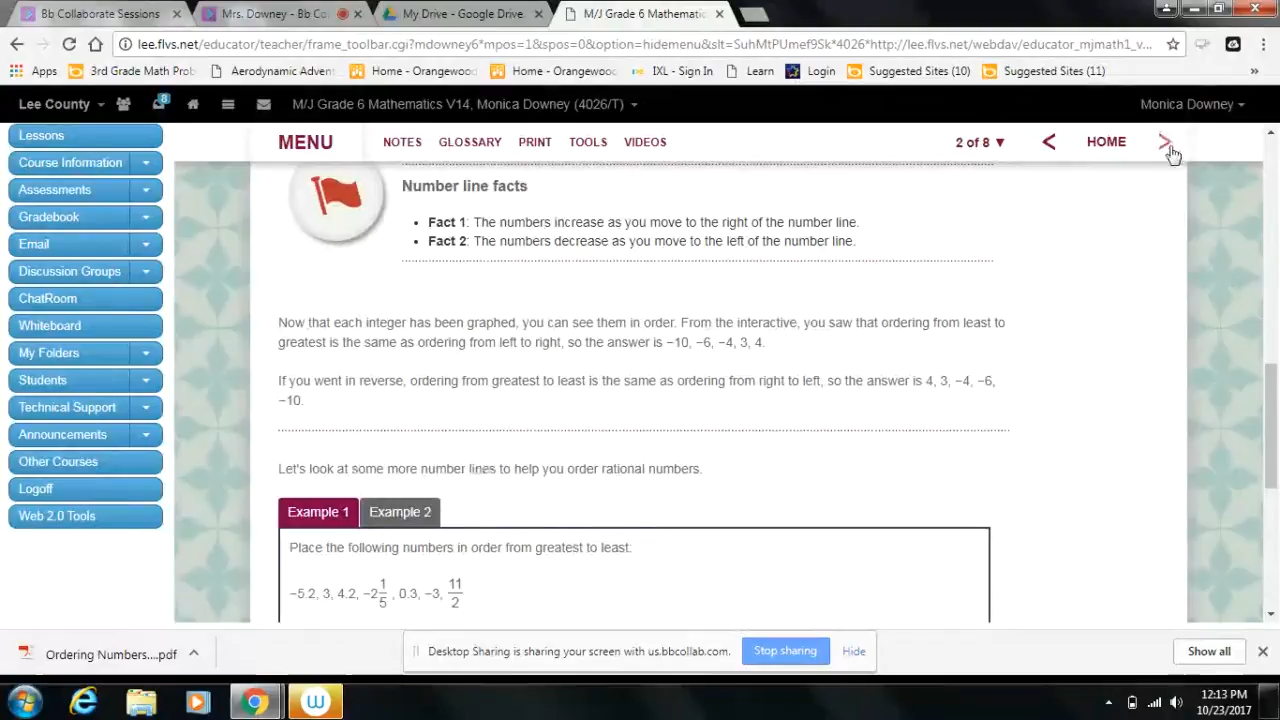 Bb Collaborate Sessions
Mrs. Downey - Bb Co
My Drive - Google Drive
M/J Grade 6 Mathematic
lee.flvs.net/educator/teacher/frame_toolbar.cgi?mdowney6*mpos=1&spos=0&option=hidemenu&slt=SuhMtPUmef9Sk*4026*http://lee.flvs.net/webdav/educator_mjmath1_v...
Apps
3rd Grade Math Prob
Aerodynamic Adven
Home - Orangewood
Home - Orangewood
IXL - Sign In
Learn
Login
Suggested Sites (10)
Suggested Sites (11)
»
Lee County
8
M/J Grade 6 Mathematics V14, Monica Downey (4026/T)
Monica Downey
Lessons
Course Information
Assessments
Gradebook
Email
Discussion Groups
ChatRoom
Whiteboard
My Folders
Students
Technical Support
Announcements
Other Courses
Logoff
Web 2.0 Tools
MENU NOTES GLOSSARY PRINT TOOLS VIDEOS 2 of 8 ▼ < HOME >
Number line facts
• Fact 1: The numbers increase as you move to the right of the number line.
• Fact 2: The numbers decrease as you move to the left of the number line.
Now that each integer has been graphed, you can see them in order. From the interactive, you saw that ordering from least to
greatest is the same as ordering from left to right, so the answer is −10, −6, −4, 3, 4.
If you went in reverse, ordering from greatest to least is the same as ordering from right to left, so the answer is 4, 3, −4, −6,
−10.
Let's look at some more number lines to help you order rational numbers.
Example 1 Example 2
Place the following numbers in order from greatest to least:
−5.2, 3, 4.2, −2 1/5 , 0.3, −3, 11/2
Ordering Numbers....pdf
Desktop Sharing is sharing your screen with us.bbcollab.com.
Stop sharing
Hide
Show all
12:13 PM
10/23/2017